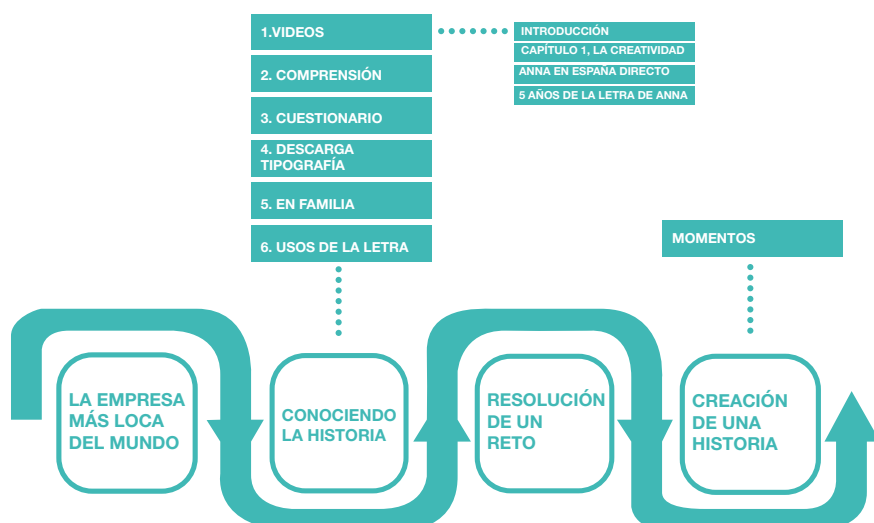 1.VIDEOS
2. COMPRENSIÓN
3. CUESTIONARIO
4. DESCARGA
TIPOGRAFÍA
5. EN FAMILIA
6. USOS DE LA LETRA
INTRODUCCIÓN
CAPÍTULO 1, LA CREATIVIDAD
ANNA EN ESPAÑA DIRECTO
5 AÑOS DE LA LETRA DE ANNA
MOMENTOS
LA EMPRESA
MÁS LOCA
DEL MUNDO
CONOCIENDO
LA HISTORIA
RESOLUCIÓN
DE UN
RETO
CREACIÓN
DE UNA
HISTORIA